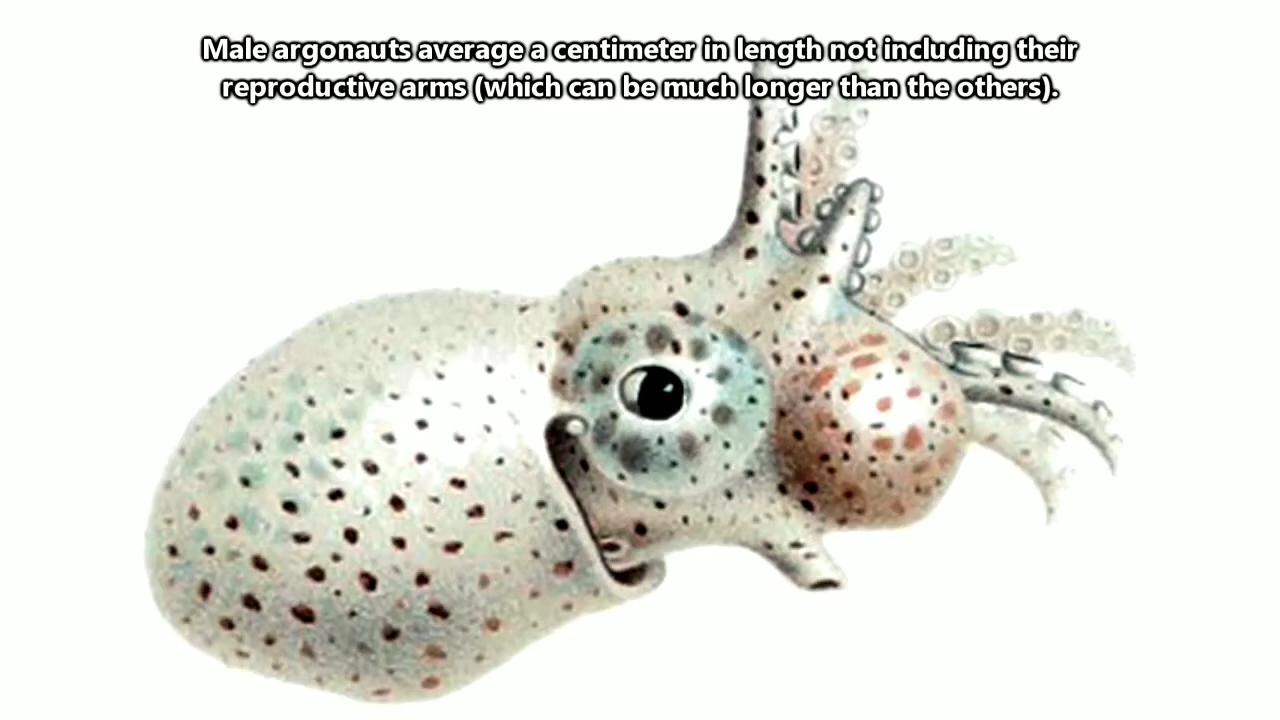 Male argonauts average a centimeter in length not including their
reproductive arms (which can be much longer than the others).